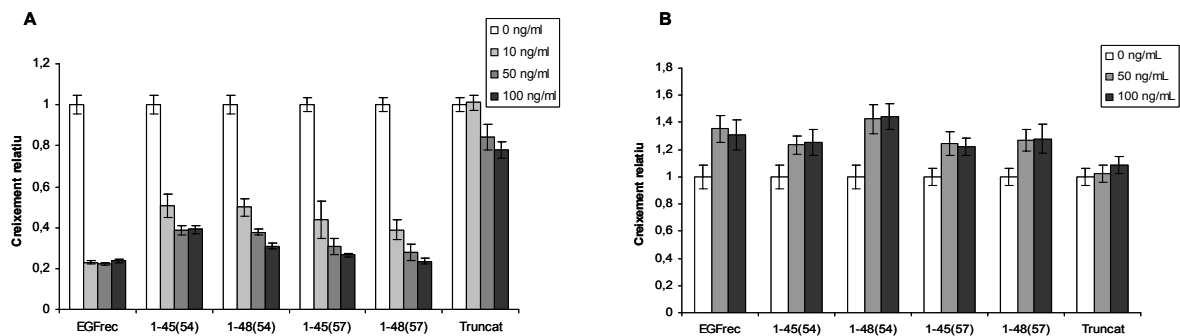 A
0 ng/ml
10 ng/ml
50 ng/ml
100 ng/ml
Creixement relatiu
1,2
1
0,8
0,6
0,4
0,2
0
EGFrec 1-45(54) 1-48(54) 1-45(57) 1-48(57) Truncat
B
0 ng/mL
50 ng/mL
100 ng/mL
Creixement relatiu
1,8
1,6
1,4
1,2
1
0,8
0,6
0,4
0,2
0
EGFrec 1-45(54) 1-48(54) 1-45(57) 1-48(57) Truncat